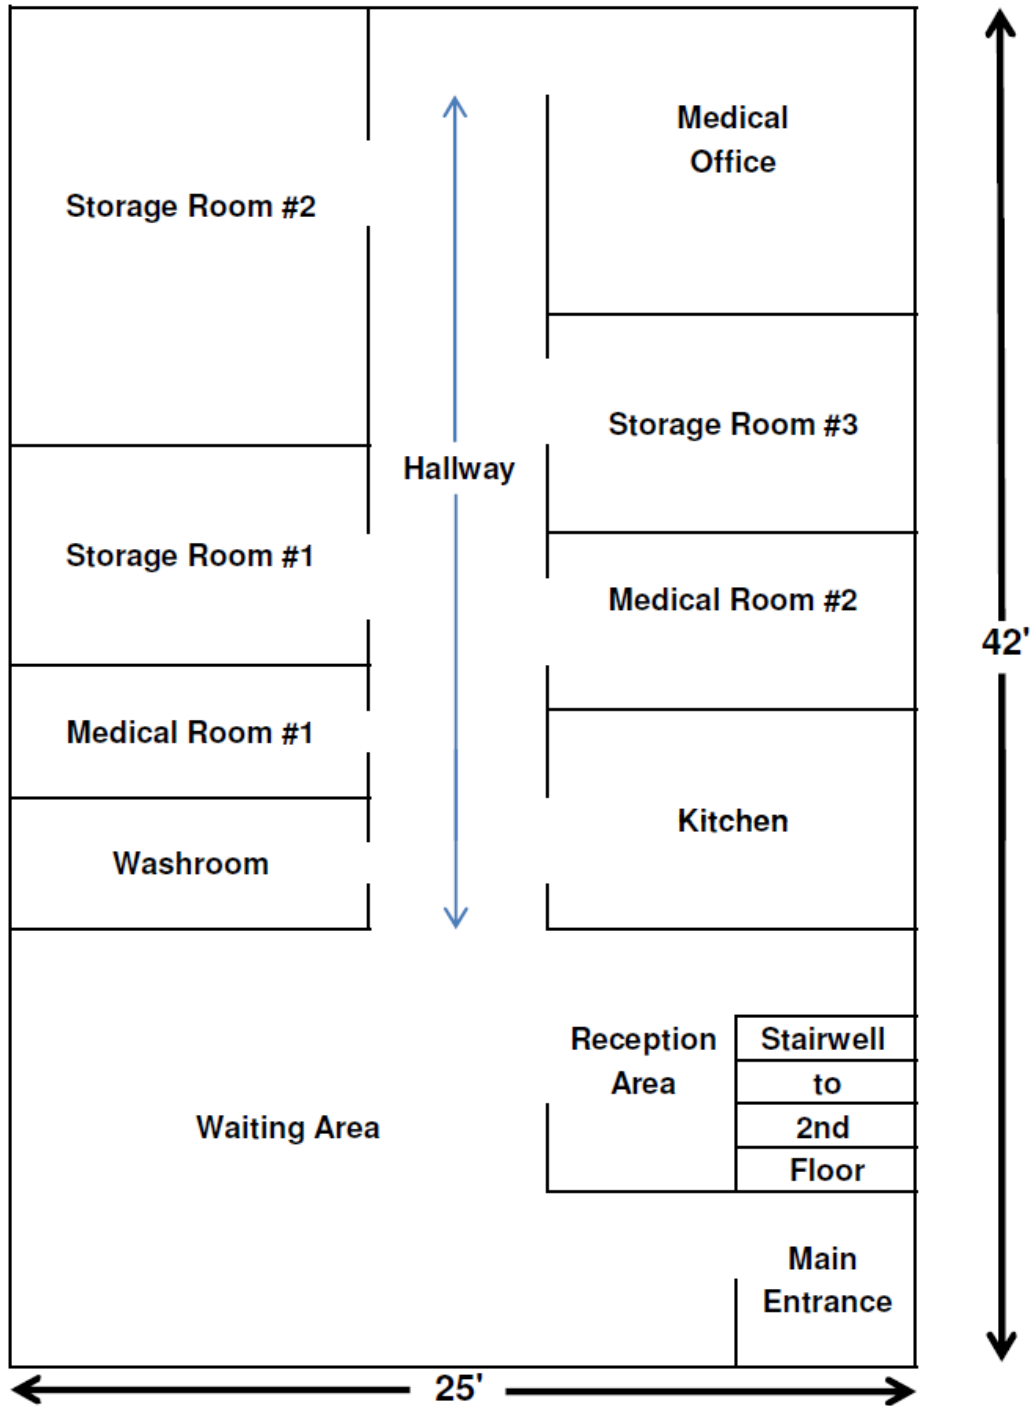 Medical
Office
Storage Room #2
Storage Room #3
Hallway
Storage Room #1
Medical Room #2
42'
Medical Room #1
Kitchen
Washroom
Reception
Area
Stairwell
to
2nd
Floor
Waiting Area
Main
Entrance
25'